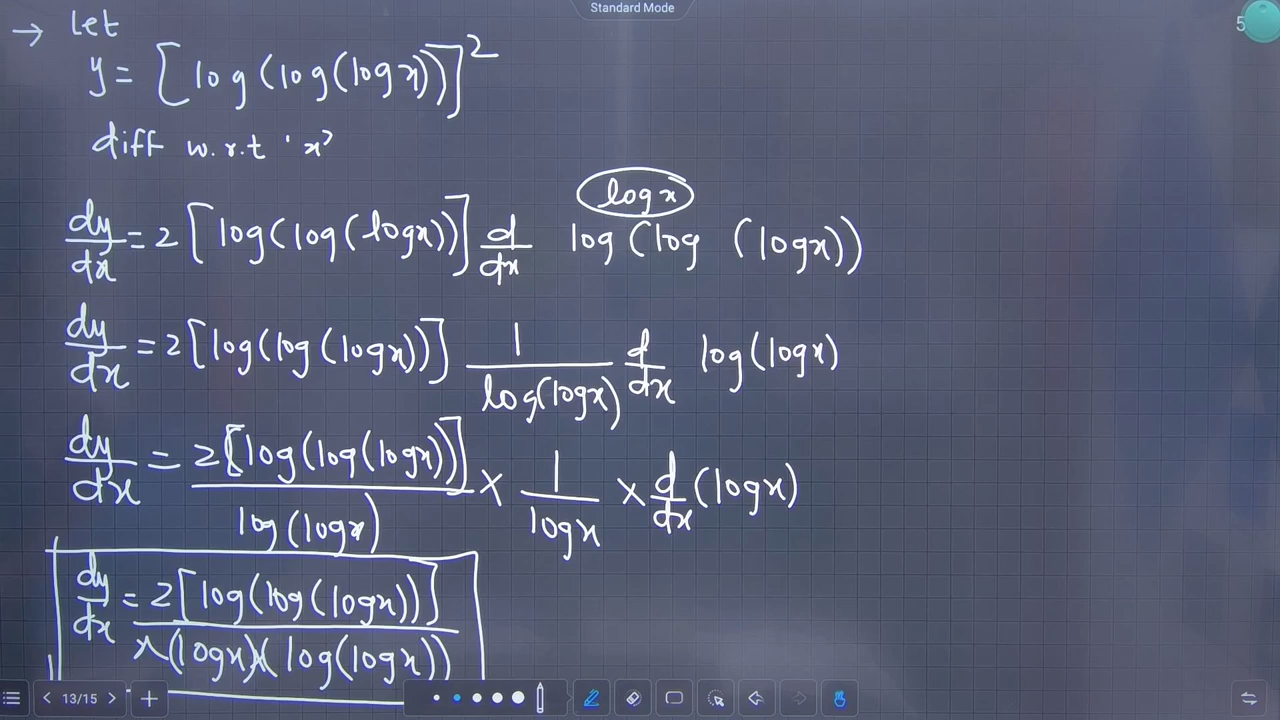 Standard Mode
5
→ let
y = [log(log(log x))]²
diff w.r.t 'x'
log x
dy/dx = 2 [log(log(log x))] d/dx log(log (log x))
dy/dx = 2 [log(log(log x))] 1/log(log x) d/dx log(log x)
dy/dx = 2[log(log(log x))]/log(log x) × 1/log x × d/dx (log x)
dy/dx = 2[log(log(log x))]/x(log x)(log(log x))
13/15